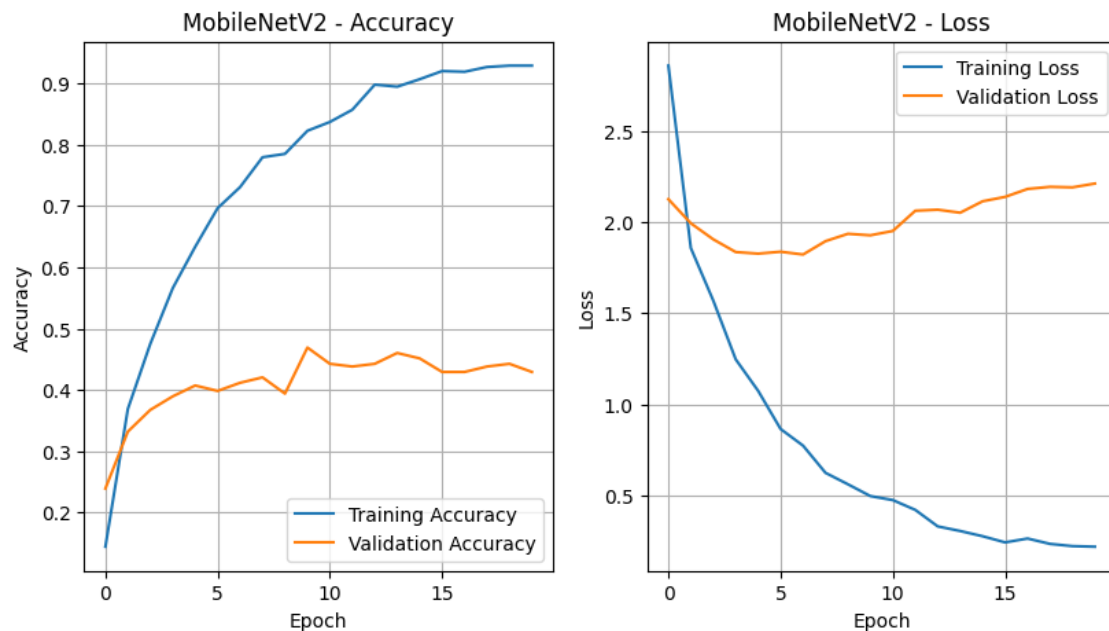 MobileNetV2 - Accuracy
0.9
0.8
0.7
0.6
0.5
0.4
0.3
0.2
Accuracy
Training Accuracy
Validation Accuracy
0
5
10
15
Epoch
MobileNetV2 - Loss
2.5
2.0
1.5
1.0
0.5
Loss
Training Loss
Validation Loss
0
5
10
15
Epoch